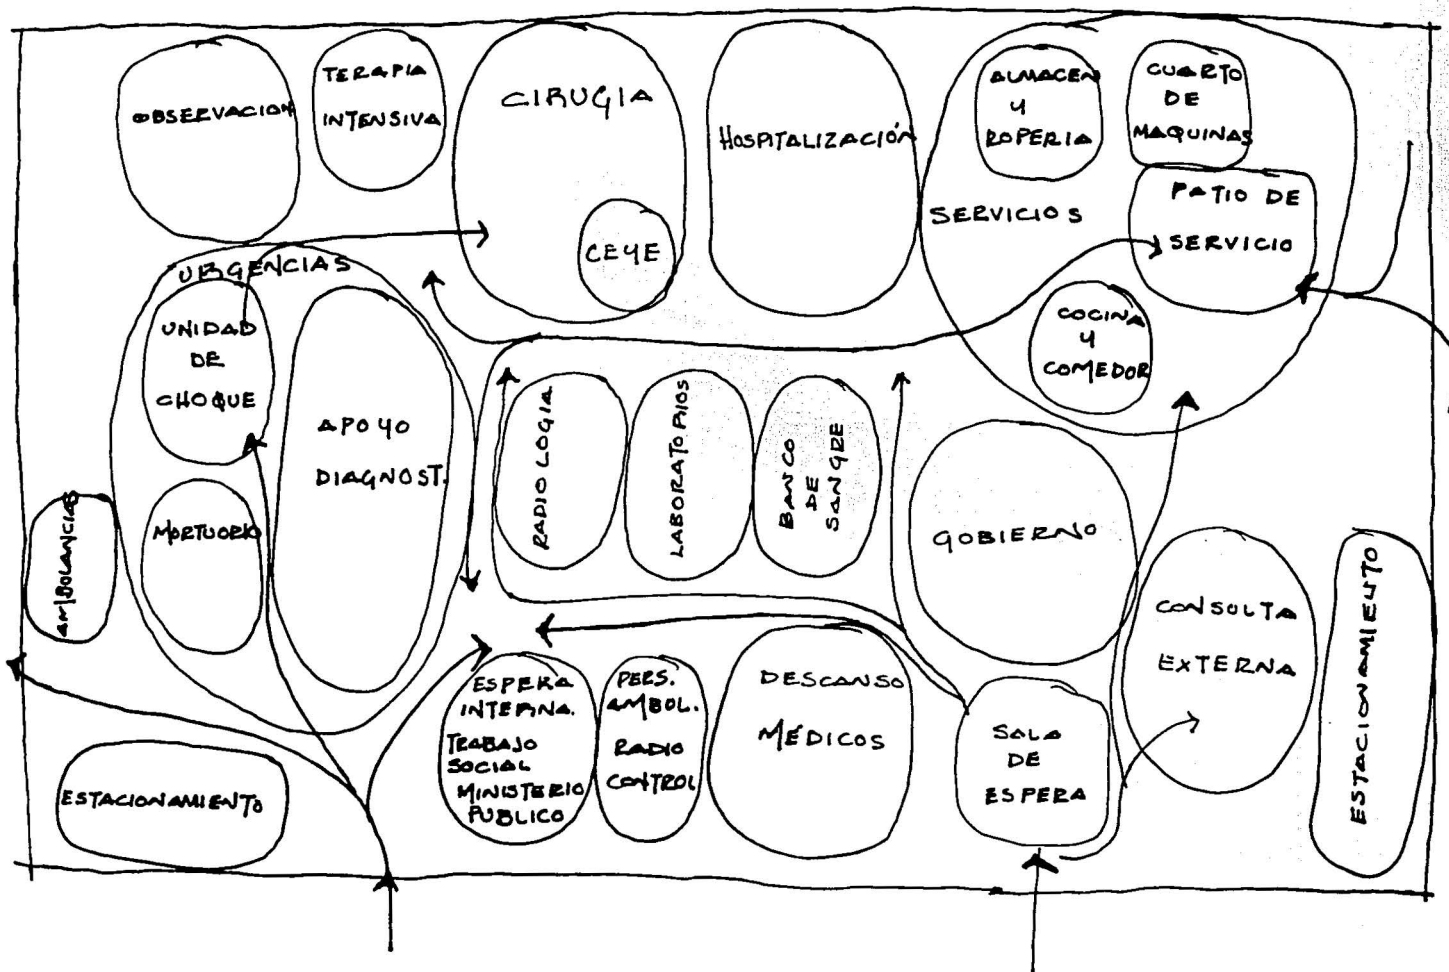 OBSERVACION
TERAPIA
INTENSIVA
CIRUGIA
CEYE
HOSPITALIZACIÓN
ALMACEN
Y
ROPERIA
CUARTO
DE
MAQUINAS
PATIO DE
SERVICIO
SERVICIOS
COCINA
Y
COMEDOR
URGENCIAS
UNIDAD
DE
CHOQUE
APOYO
DIAGNOST.
MORTUORIO
AMBOLANCIAS
RADIOLOGIA
LABORATORIOS
BANCO
DE
SANGRE
GOBIERNO
CONSULTA
EXTERNA
ESTACIONAMIENTO
ESTACIONAMIENTO
ESPERA
INTERNA.
TRABAJO
SOCIAL
MINISTERIO
PUBLICO
PERS.
AMBOL.
RADIO
CONTROL
DESCANSO
MÉDICOS
SALA
DE
ESPERA